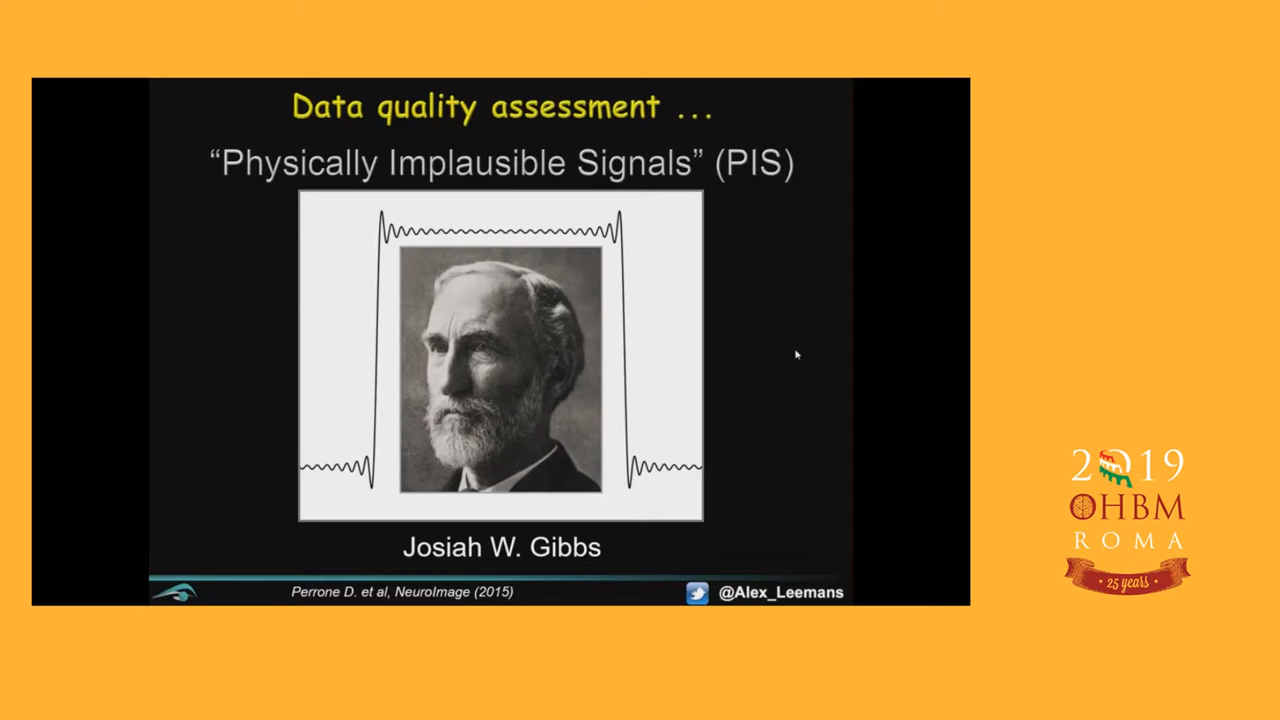 Data quality assessment ...
“Physically Implausible Signals” (PIS)
Josiah W. Gibbs
Perrone D. et al, NeuroImage (2015)
@Alex_Leemans
2019
OHBM
ROMA
• 25 years •